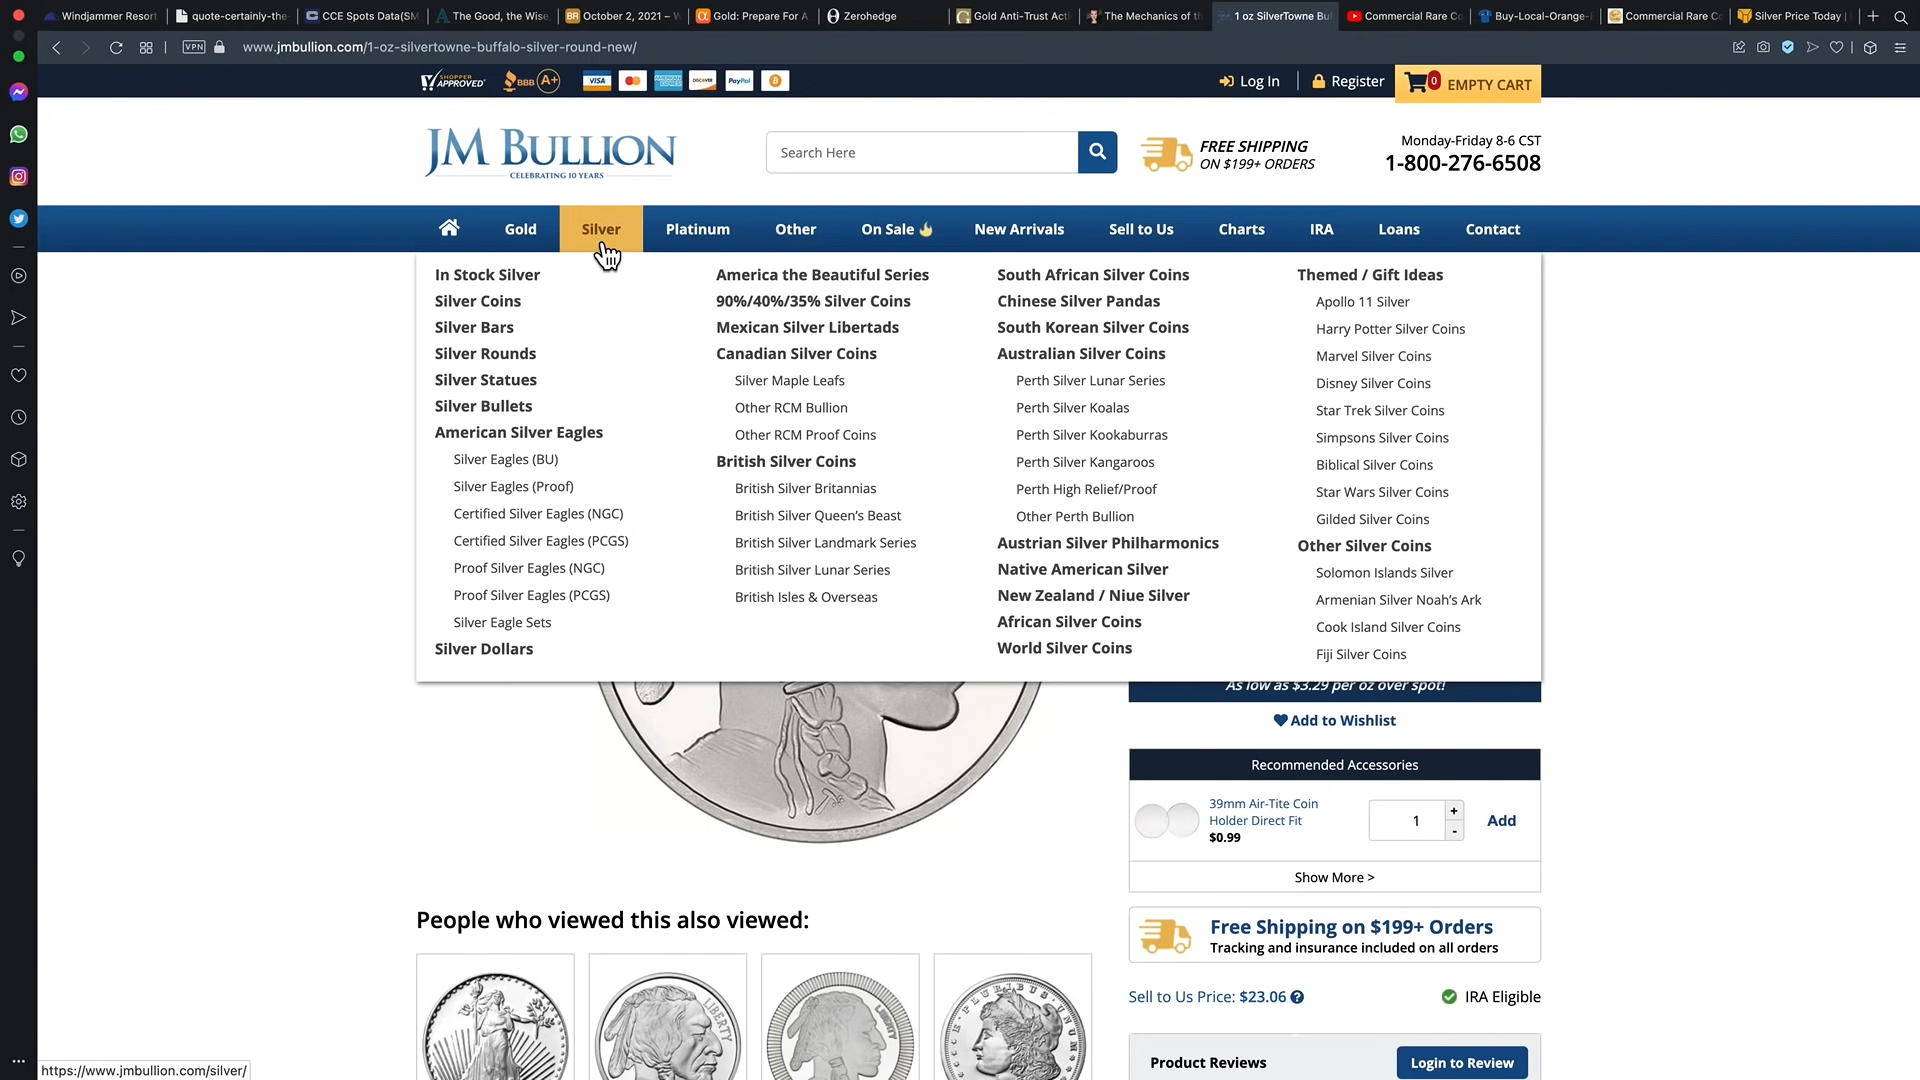 Windjammer Resort
quote-certainly-the-
CCE Spots Data(SM
The Good, the Wise,
October 2, 2021 – W
Gold: Prepare For A
Zerohedge
Gold Anti-Trust Acti
The Mechanics of th
1 oz SilverTowne Buf
Commercial Rare Co
Buy-Local-Orange-
Commercial Rare Co
Silver Price Today |
VPN
www.jmbullion.com/1-oz-silvertowne-buffalo-silver-round-new/
SHOPPER APPROVED
BBB A+
VISA
DISCOVER
PayPal
Log In
Register
0
EMPTY CART
JM BULLION
CELEBRATING 10 YEARS
Search Here
FREE SHIPPING
ON $199+ ORDERS
Monday-Friday 8-6 CST
1-800-276-6508
Gold
Silver
Platinum
Other
On Sale
New Arrivals
Sell to Us
Charts
IRA
Loans
Contact
In Stock Silver
Silver Coins
Silver Bars
Silver Rounds
Silver Statues
Silver Bullets
American Silver Eagles
Silver Eagles (BU)
Silver Eagles (Proof)
Certified Silver Eagles (NGC)
Certified Silver Eagles (PCGS)
Proof Silver Eagles (NGC)
Proof Silver Eagles (PCGS)
Silver Eagle Sets
Silver Dollars
America the Beautiful Series
90%/40%/35% Silver Coins
Mexican Silver Libertads
Canadian Silver Coins
Silver Maple Leafs
Other RCM Bullion
Other RCM Proof Coins
British Silver Coins
British Silver Britannias
British Silver Queen's Beast
British Silver Landmark Series
British Silver Lunar Series
British Isles & Overseas
South African Silver Coins
Chinese Silver Pandas
South Korean Silver Coins
Australian Silver Coins
Perth Silver Lunar Series
Perth Silver Koalas
Perth Silver Kookaburras
Perth Silver Kangaroos
Perth High Relief/Proof
Other Perth Bullion
Austrian Silver Philharmonics
Native American Silver
New Zealand / Niue Silver
African Silver Coins
World Silver Coins
Themed / Gift Ideas
Apollo 11 Silver
Harry Potter Silver Coins
Marvel Silver Coins
Disney Silver Coins
Star Trek Silver Coins
Simpsons Silver Coins
Biblical Silver Coins
Star Wars Silver Coins
Gilded Silver Coins
Other Silver Coins
Solomon Islands Silver
Armenian Silver Noah's Ark
Cook Island Silver Coins
Fiji Silver Coins
As low as $3.29 per oz over spot!
Add to Wishlist
Recommended Accessories
39mm Air-Tite Coin
Holder Direct Fit
$0.99
1
+
-
Add
Show More >
People who viewed this also viewed:
Free Shipping on $199+ Orders
Tracking and insurance included on all orders
Sell to Us Price: $23.06
IRA Eligible
LIBERTY
LIBERTY
E PLURIBUS UNUM
Product Reviews
Login to Review
https://www.jmbullion.com/silver/